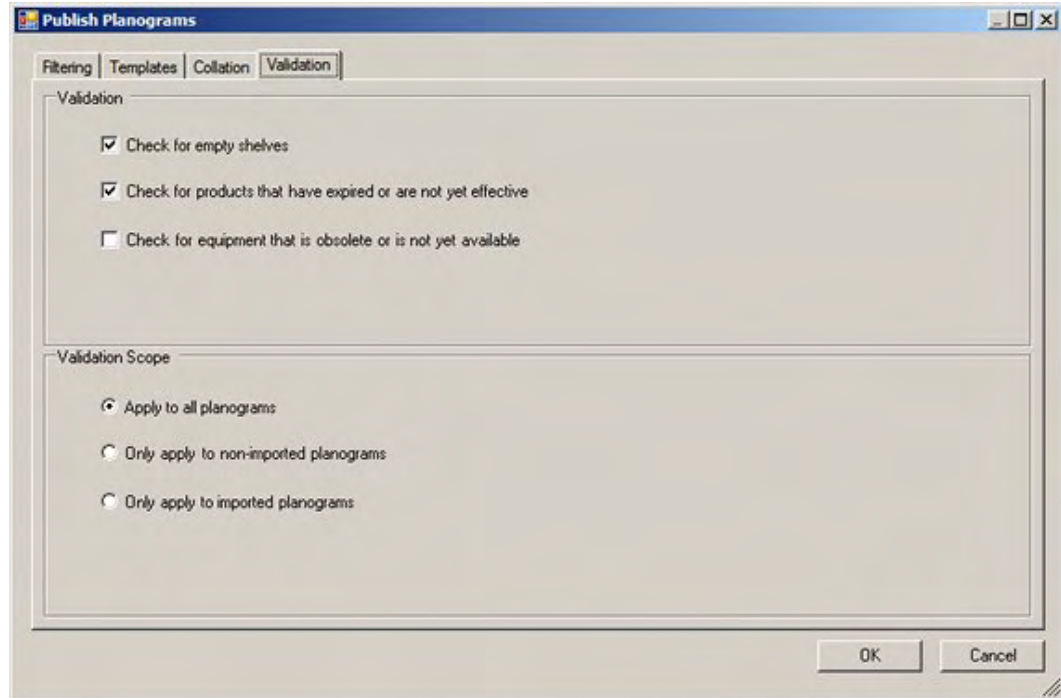 Publish Planograms
Filtering Templates Collation Validation
Validation
Check for empty shelves
Check for products that have expired or are not yet effective
Check for equipment that is obsolete or is not yet available
Validation Scope
Apply to all planograms
Only apply to non-imported planograms
Only apply to imported planograms
OK Cancel